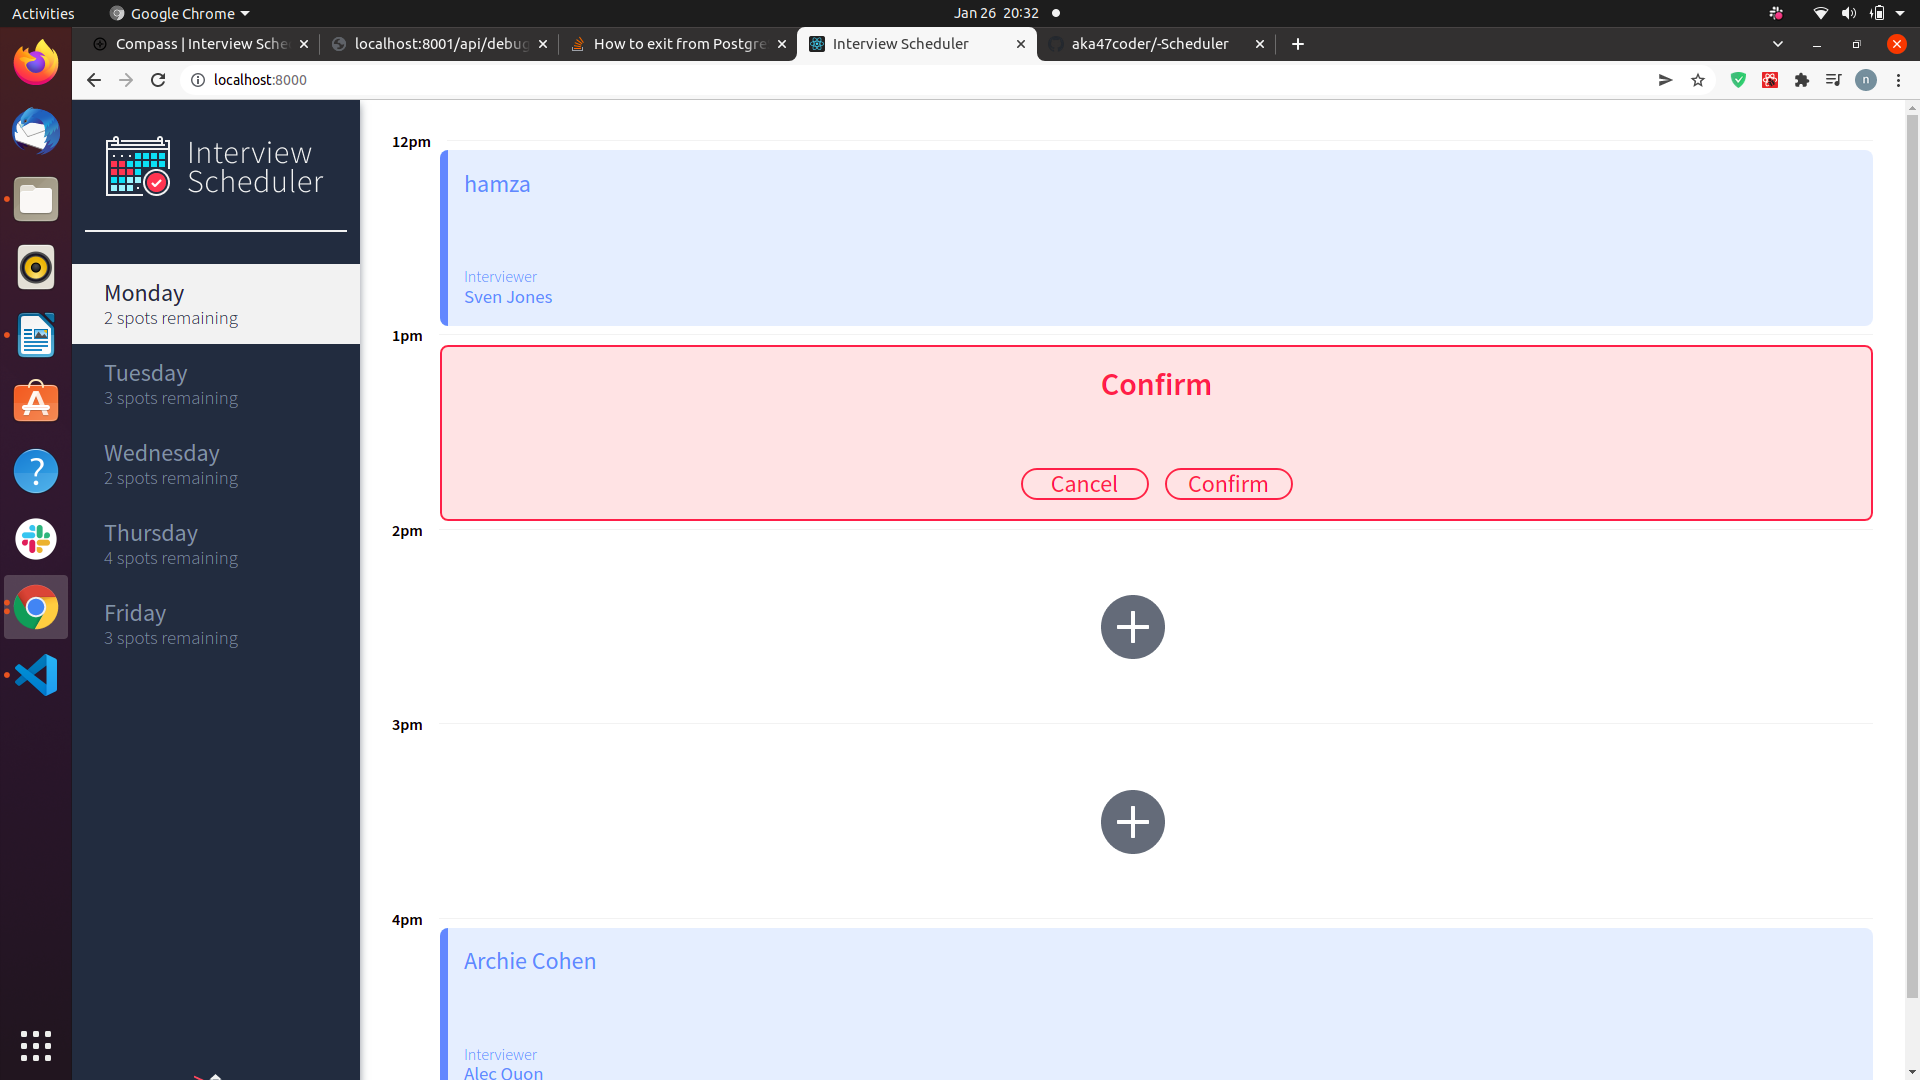 Activities
Google Chrome
Jan 26 20:32
Compass | Interview Sche
localhost:8001/api/debug
How to exit from Postgre
Interview Scheduler
aka47coder/-Scheduler
localhost:8000
n
Interview
Scheduler
Monday
2 spots remaining
Tuesday
3 spots remaining
Wednesday
2 spots remaining
Thursday
4 spots remaining
Friday
3 spots remaining
12pm
hamza
Interviewer
Sven Jones
1pm
Confirm
Cancel
Confirm
2pm
3pm
4pm
Archie Cohen
Interviewer
Alec Quon